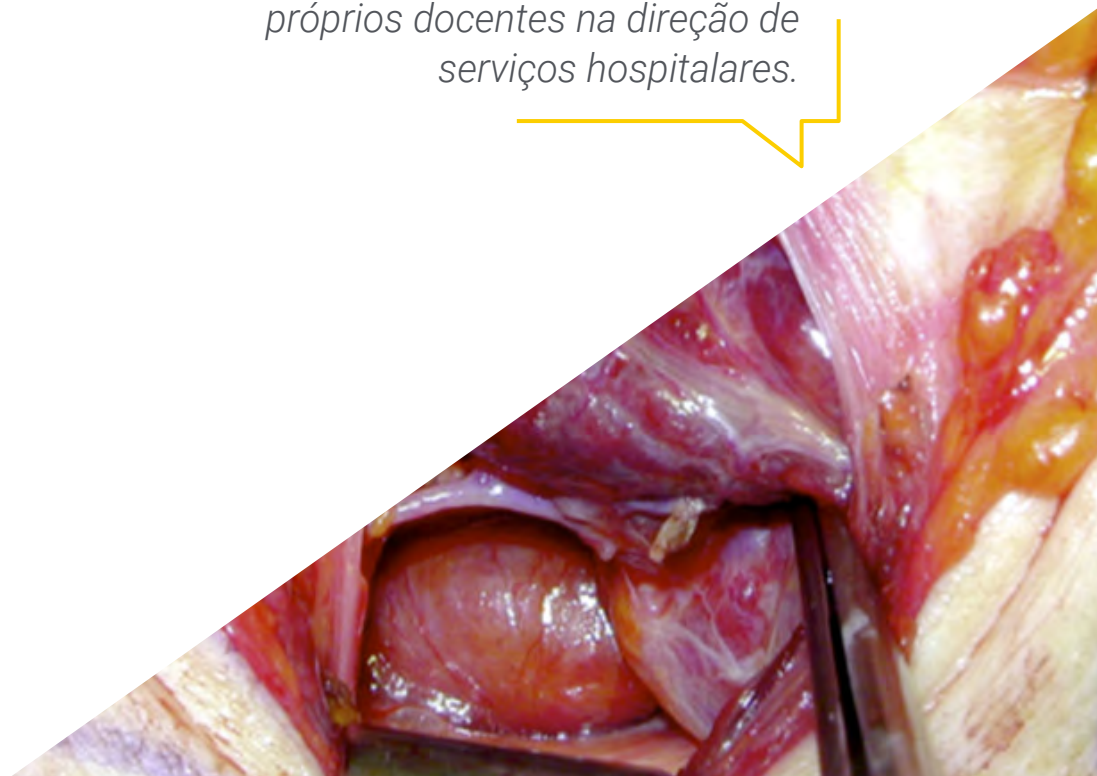 próprios docentes na direção de
serviços hospitalares.